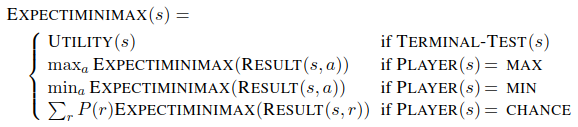 EXPECTIMINIMAX(s) =
UTILITY(s) if TERMINAL-TEST(s)
max_a EXPECTIMINIMAX(RESULT(s, a)) if PLAYER(s) = MAX
min_a EXPECTIMINIMAX(RESULT(s, a)) if PLAYER(s) = MIN
∑_r P(r)EXPECTIMINIMAX(RESULT(s, r)) if PLAYER(s) = CHANCE